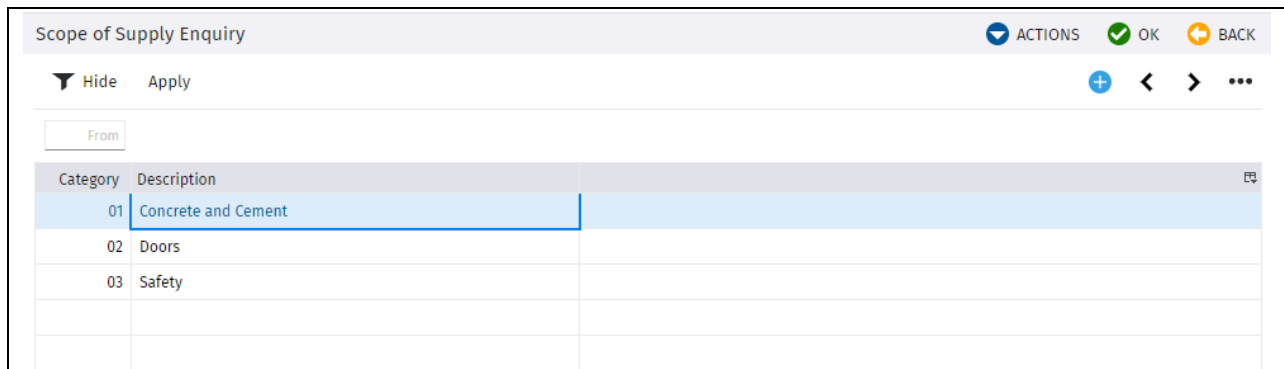 Scope of Supply Enquiry ACTIONS OK BACK
Hide Apply
From
Category Description
01 Concrete and Cement
02 Doors
03 Safety